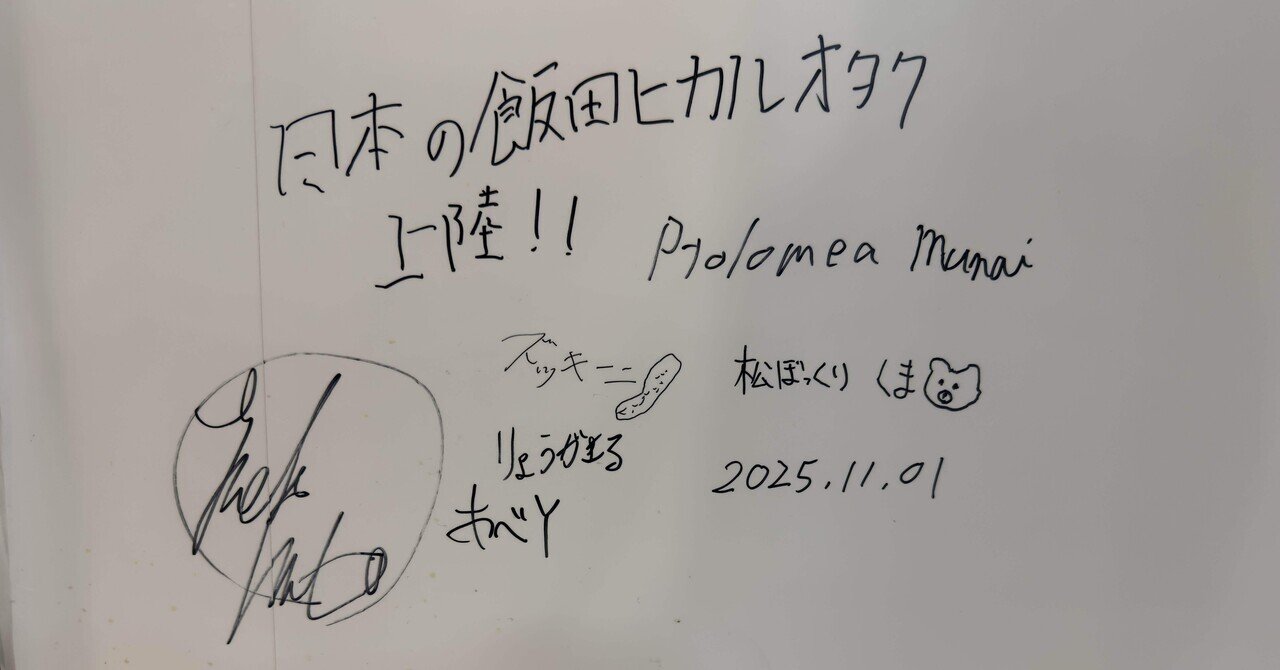 日本の飯田ヒカルオタク
上陸!! Ptolomea Munai
ズッキーニ
松ぼっくり くま
りょうがまる
2025.11.01
あべY